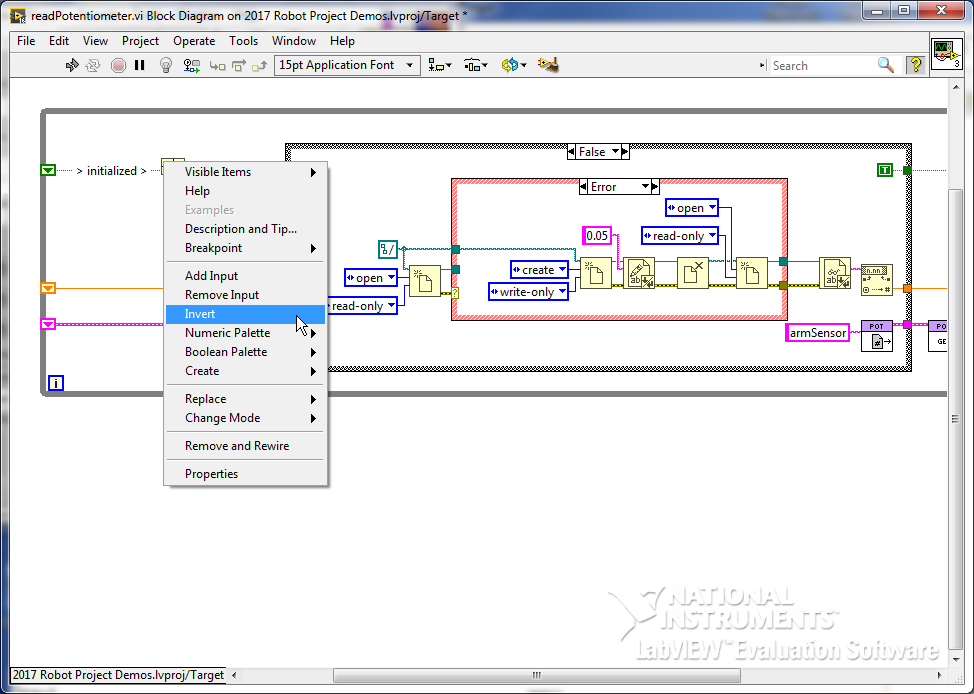 readPotentiometer.vi Block Diagram on 2017 Robot Project Demos.lvproj/Target *
File Edit View Project Operate Tools Window Help
15pt Application Font
Search
?
3
False
> initialized >
T
Visible Items
Help
Examples
Description and Tip...
Breakpoint
Add Input
Remove Input
Invert
Numeric Palette
Boolean Palette
Create
Replace
Change Mode
Remove and Rewire
Properties
Error
open
0.05
read-only
create
open
write-only
read-only
?
armSensor
POT
#
i
NATIONAL
INSTRUMENTS™
LabVIEW™ Evaluation Software
2017 Robot Project Demos.lvproj/Target